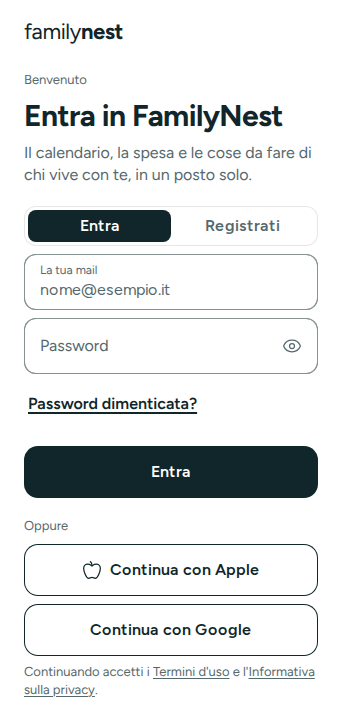 familynest
Benvenuto
Entra in FamilyNest
Il calendario, la spesa e le cose da fare di
chi vive con te, in un posto solo.
Entra
Registrati
La tua mail
nome@esempio.it
Password
Password dimenticata?
Entra
Oppure
Continua con Apple
Continua con Google
Continuando accetti i Termini d'uso e l'Informativa
sulla privacy.